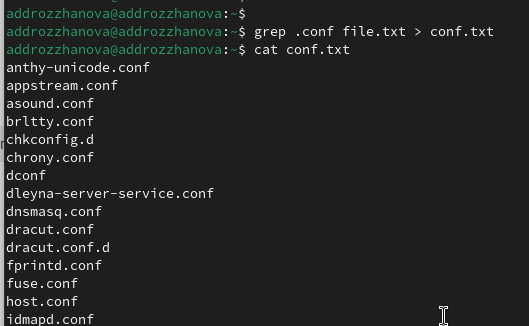 addrozzhanova@addrozzhanova:~$
addrozzhanova@addrozzhanova:~$ grep .conf file.txt > conf.txt
addrozzhanova@addrozzhanova:~$ cat conf.txt
anthy-unicode.conf
appstream.conf
asound.conf
brltty.conf
chkconfig.d
chrony.conf
dconf
dleyna-server-service.conf
dnsmasq.conf
dracut.conf
dracut.conf.d
fprintd.conf
fuse.conf
host.conf
idmapd.conf